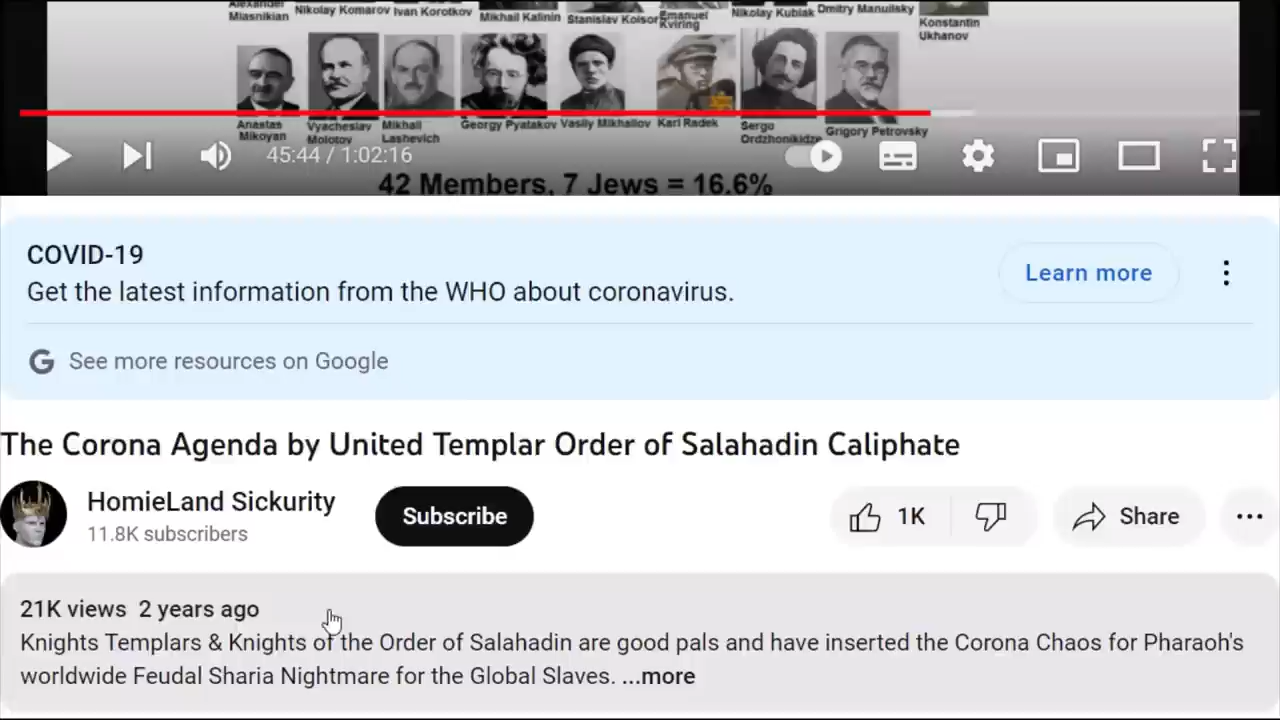 Alexander Miasnikian
Nikolay Komarov
Ivan Korotkov
Mikhail Kalinin
Stanislav Koisor
Emanuel Kviring
Nikolay Kubiak
Dmitry Manuilsky
Konstantin Ukhanov
Anastas Mikoyan
Vyacheslav Molotov
Mikhail Lashevich
Georgy Pyatakov
Vasily Mikhailov
Karl Radek
Sergo Ordzhonikidze
Grigory Petrovsky
45:44 / 1:02:16
42 Members, 7 Jews = 16.6%
COVID-19
Get the latest information from the WHO about coronavirus.
Learn more
G See more resources on Google
The Corona Agenda by United Templar Order of Salahadin Caliphate
HomieLand Sickurity
11.8K subscribers
Subscribe
1K
Share
21K views 2 years ago
Knights Templars & Knights of the Order of Salahadin are good pals and have inserted the Corona Chaos for Pharaoh's
worldwide Feudal Sharia Nightmare for the Global Slaves. ...more